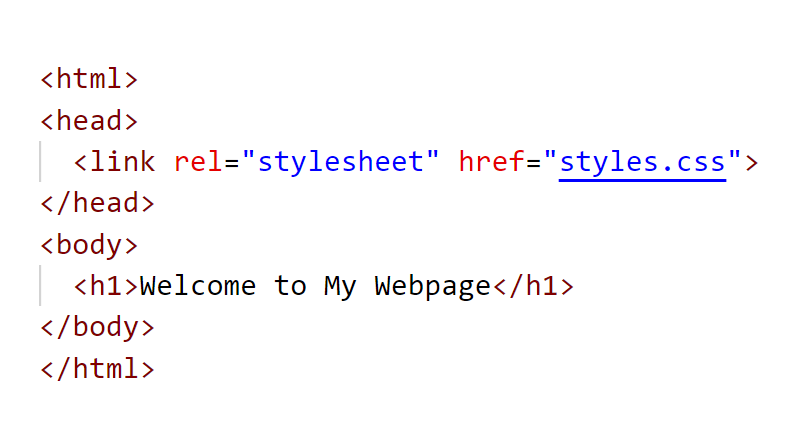 <html>
<head>
  <link rel="stylesheet" href="styles.css">
</head>
<body>
  <h1>Welcome to My Webpage</h1>
</body>
</html>